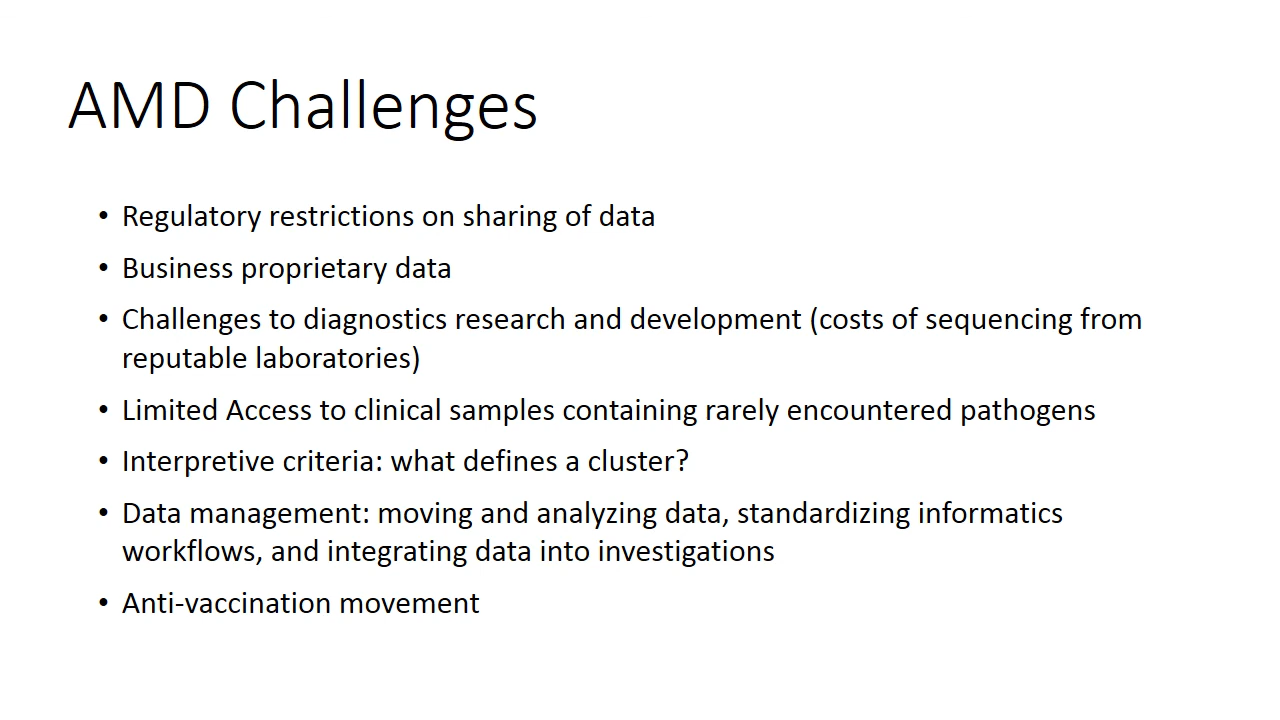 AMD Challenges
• Regulatory restrictions on sharing of data
• Business proprietary data
• Challenges to diagnostics research and development (costs of sequencing from
reputable laboratories)
• Limited Access to clinical samples containing rarely encountered pathogens
• Interpretive criteria: what defines a cluster?
• Data management: moving and analyzing data, standardizing informatics
workflows, and integrating data into investigations
• Anti-vaccination movement